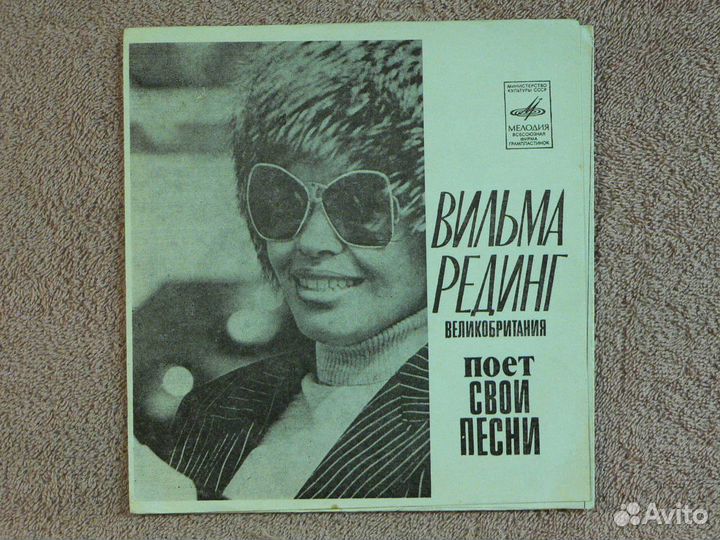 МИНИСТЕРСТВО
КУЛЬТУРЫ СССР
МЕЛОДИЯ
ВСЕСОЮЗНАЯ
ФИРМА
ГРАМПЛАСТИНОК
ВИЛЬМА
РЕДИНГ
ВЕЛИКОБРИТАНИЯ
поет
СВОИ
ПЕСНИ
Avito